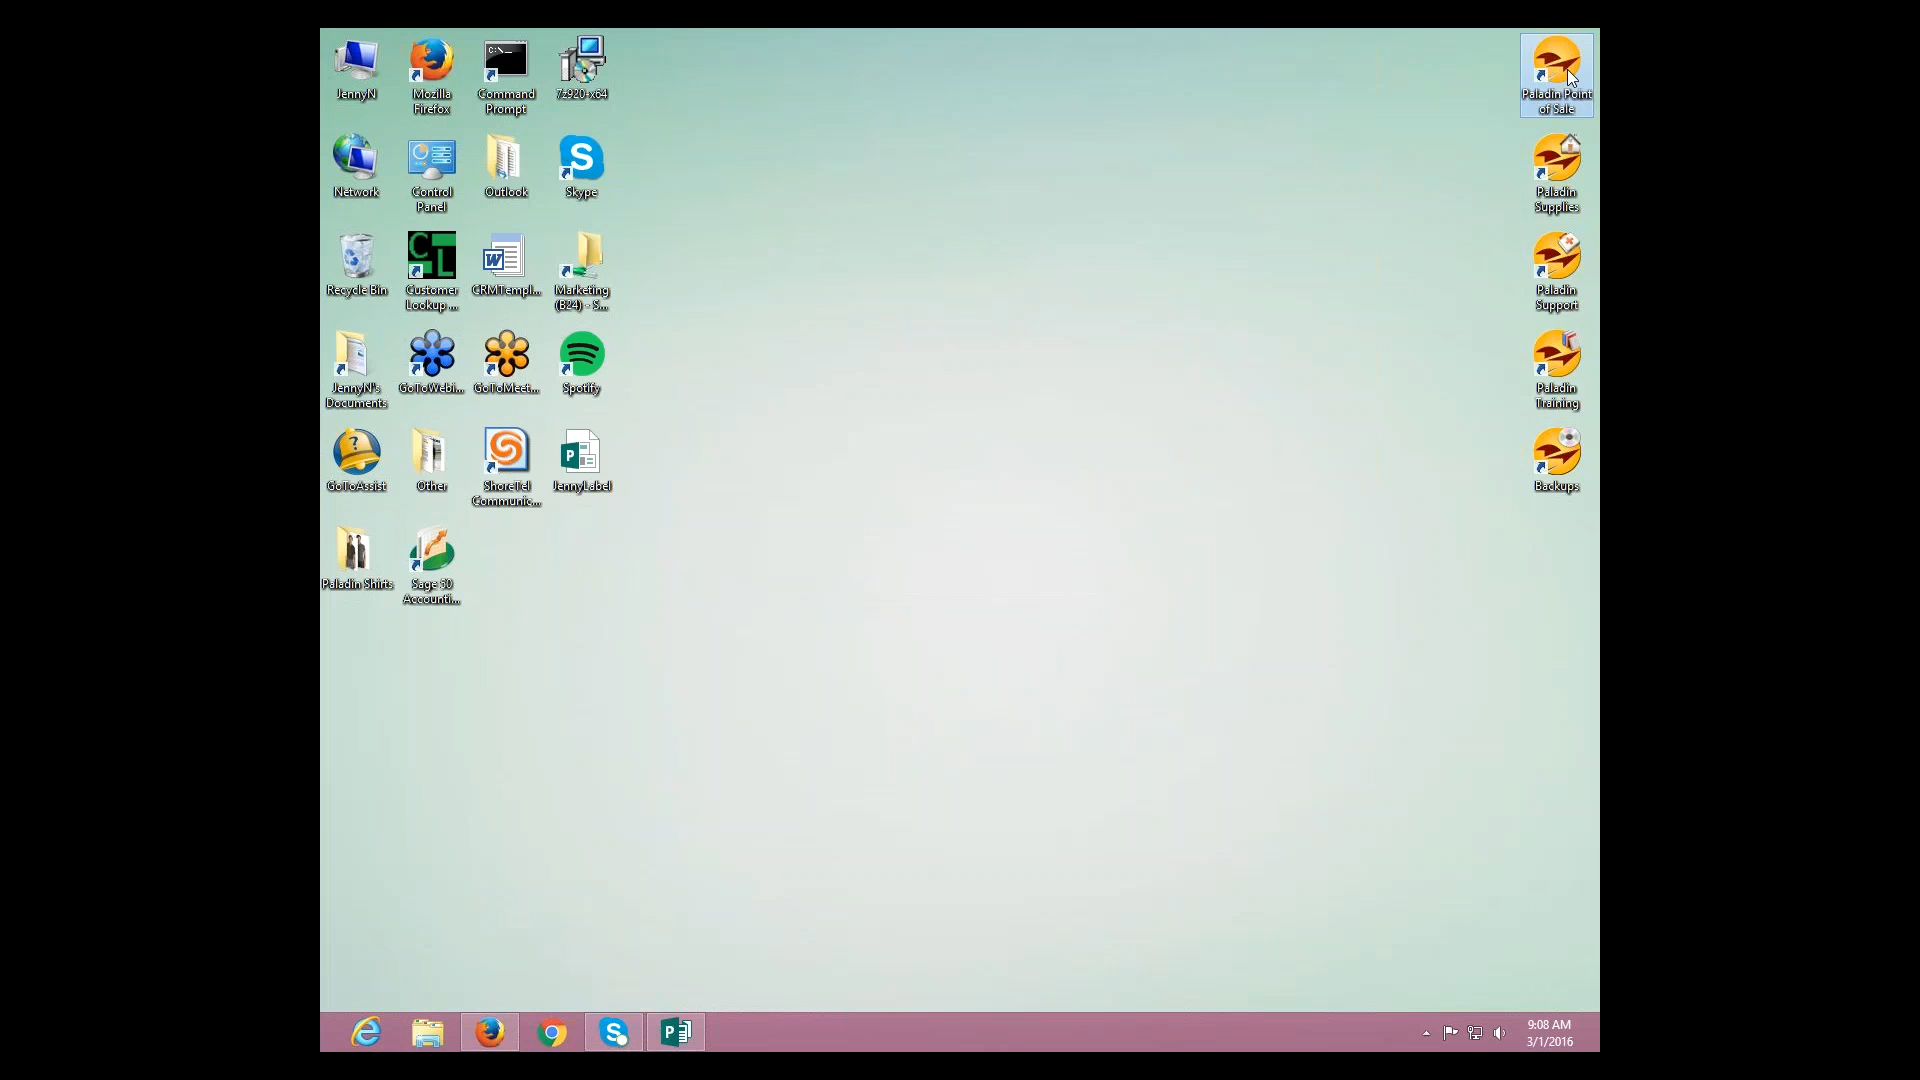 JennyN
Mozilla
Firefox
Command
Prompt
7z920-x64
Paladin Point
of Sale
Network
Control
Panel
Outlook
Skype
Paladin
Supplies
Recycle Bin
Customer
Lookup ...
CRMTempl...
Marketing
(B24) - S...
Paladin
Support
JennyN's
Documents
GoToWebi...
GoToMeet...
Spotify
Paladin
Training
GoToAssist
Other
ShoreTel
Communic...
JennyLabel
Backups
Paladin Shirts
Sage 50
Accounti...
9:08 AM
3/1/2016